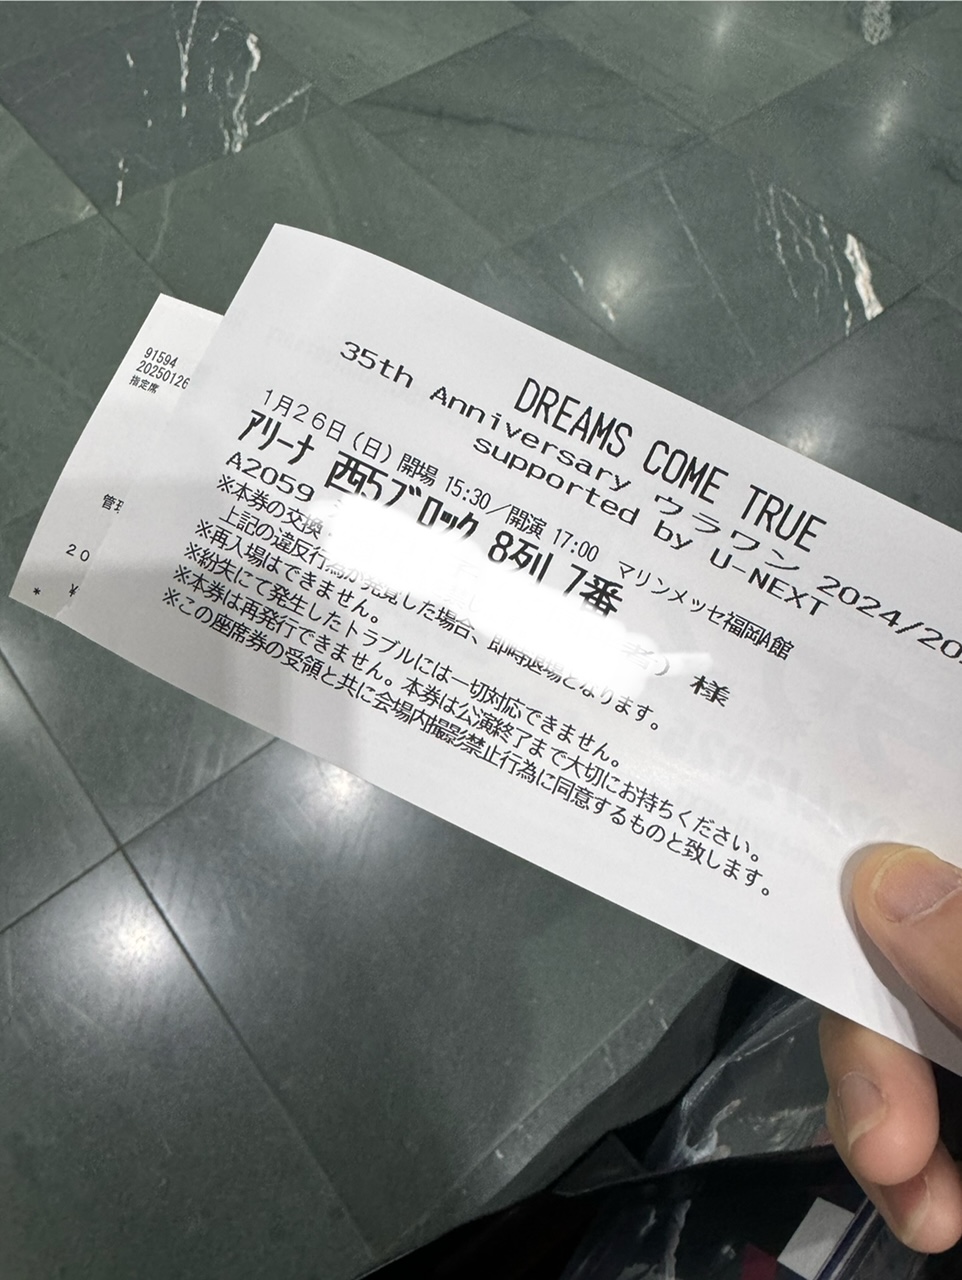 DREAMS COME TRUE
35th Anniversary ウラワン 2024/20
supported by U-NEXT
1月26日(日) 開場 15:30/開演 17:00 マリンメッセ福岡A館
アリーナ 西5ブロック 8列 7番
A2059 者) 様
※本券の交換
上記の違反行為が発覚した場合、即時退場となります。
※再入場はできません。
※紛失にて発生したトラブルには一切対応できません。
※本券は再発行できません。本券は公演終了まで大切にお持ちください。
※この座席券の受領と共に会場内撮影禁止行為に同意するものと致します。
91594
20250126
指定席
管理
20
* ¥